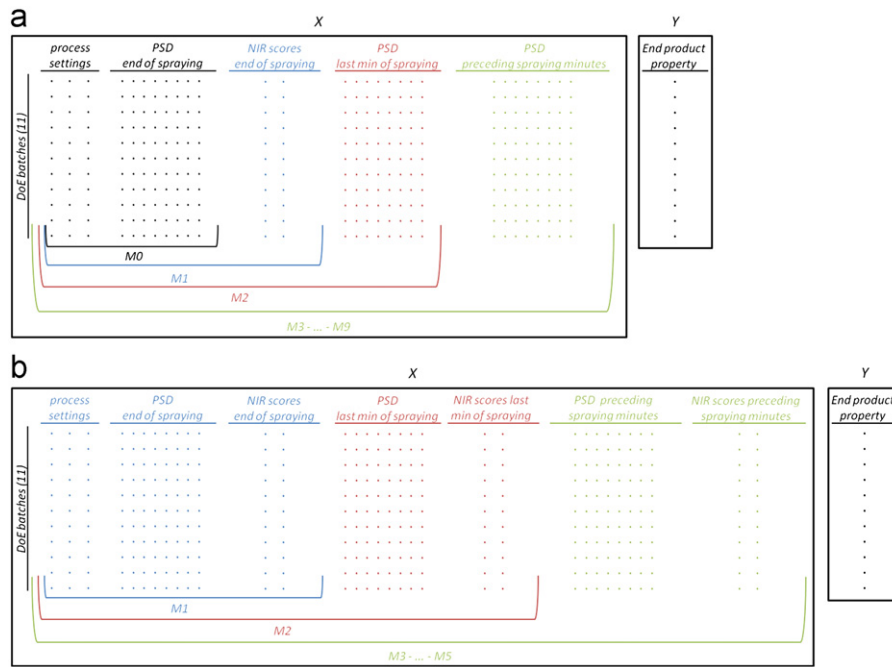 a
X
Y
process settings
PSD end of spraying
NIR scores end of spraying
PSD last min of spraying
PSD preceding spraying minutes
End product property
DoE batches (11)
M0
M1
M2
M3 - ... - M9
b
X
Y
process settings
PSD end of spraying
NIR scores end of spraying
PSD last min of spraying
NIR scores last min of spraying
PSD preceding spraying minutes
NIR scores preceding spraying minutes
End product property
DoE batches (11)
M1
M2
M3 - ... - M5